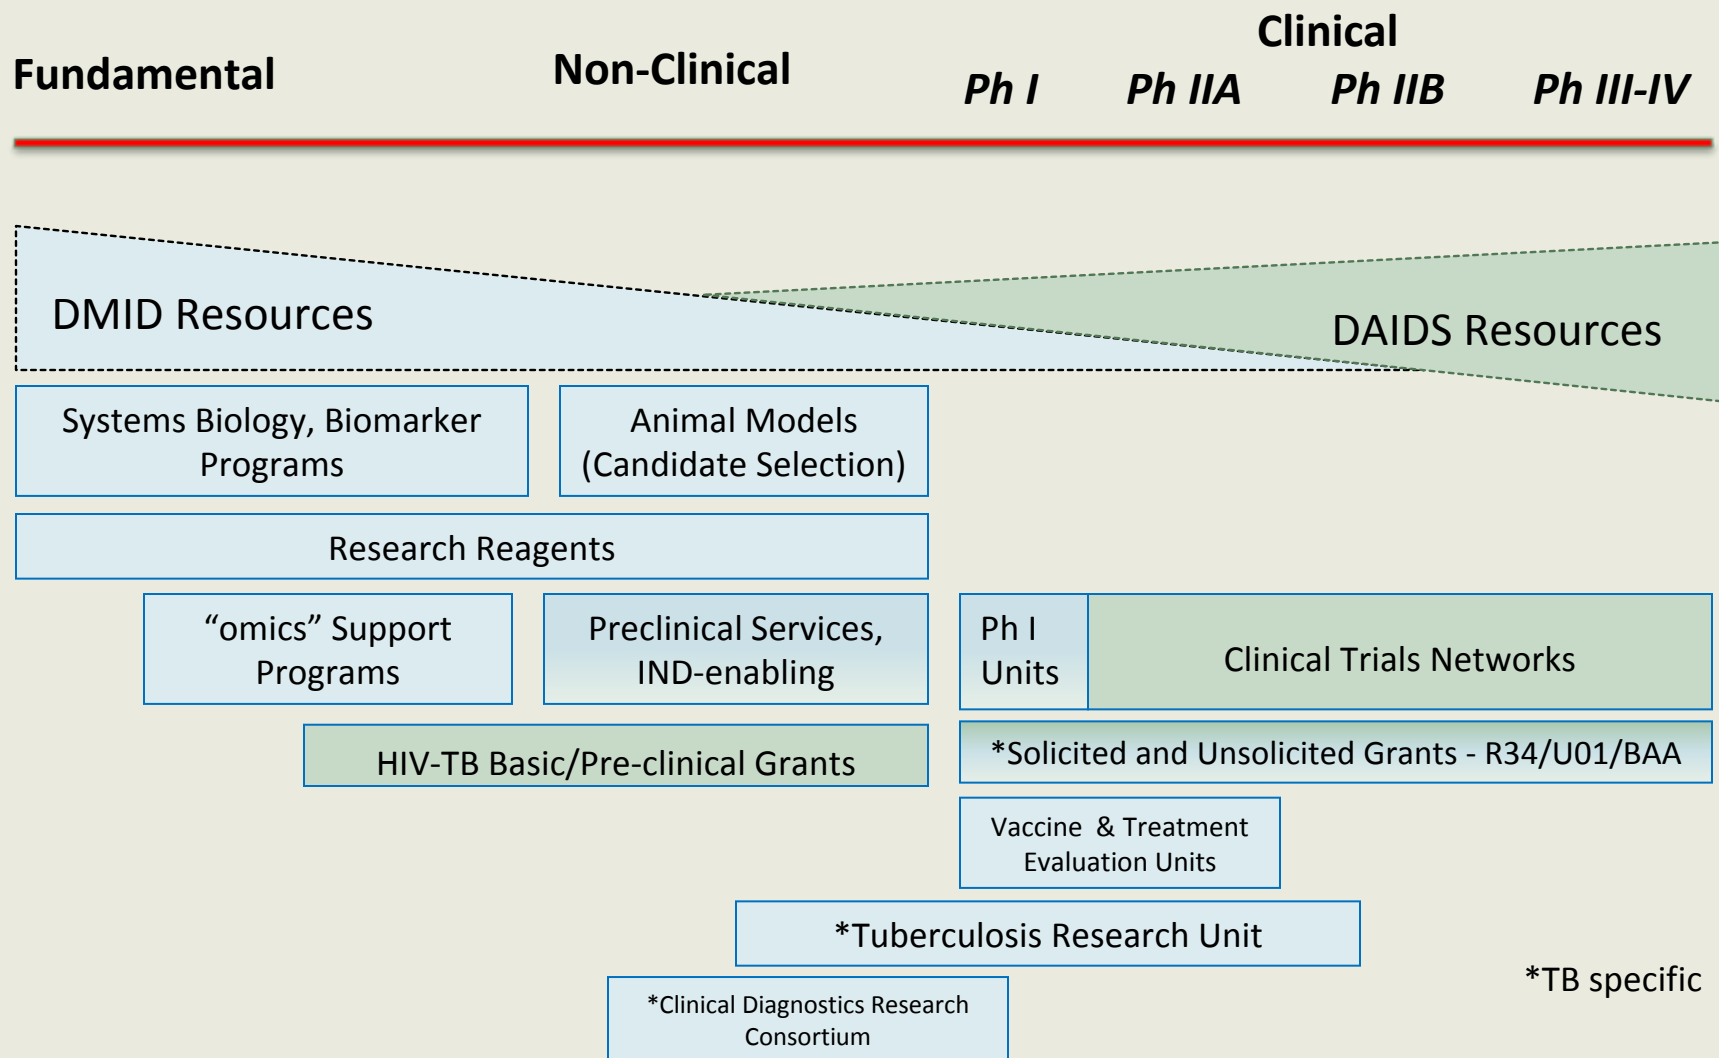 Fundamental
Non-Clinical
Clinical
Ph I
Ph IIA
Ph IIB
Ph III-IV
DMID Resources
DAIDS Resources
Systems Biology, Biomarker
Programs
Animal Models
(Candidate Selection)
Research Reagents
“omics” Support
Programs
Preclinical Services,
IND-enabling
Ph I
Units
Clinical Trials Networks
HIV-TB Basic/Pre-clinical Grants
*Solicited and Unsolicited Grants - R34/U01/BAA
Vaccine & Treatment
Evaluation Units
*Tuberculosis Research Unit
*TB specific
*Clinical Diagnostics Research
Consortium